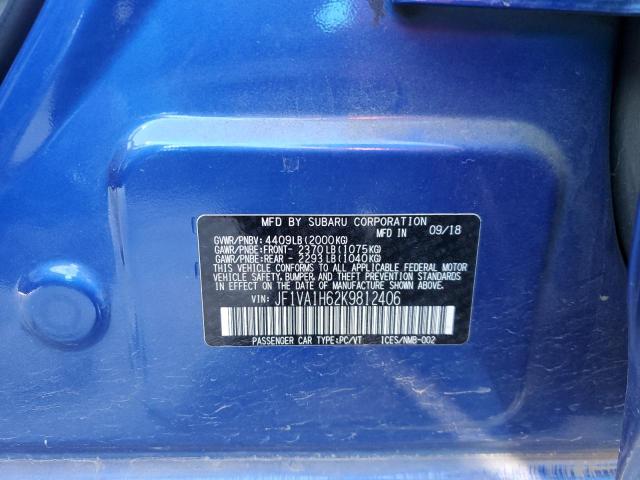 MFD BY SUBARU CORPORATION
MFD IN 09/18
GVWR/PNBV: 4409LB(2000KG)
GAWR/PNBE:FRONT- 2370LB(1075KG)
GAWR/PNBE:REAR - 2293LB(1040KG)
THIS VEHICLE CONFORMS TO ALL APPLICABLE FEDERAL MOTOR
VEHICLE SAFETY, BUMPER, AND THEFT PREVENTION STANDARDS
IN EFFECT ON THE DATE OF MANUFACTURE SHOWN ABOVE.
VIN: JF1VA1H62K9812406
PASSENGER CAR TYPE:PC/VT ICES/NMB-002